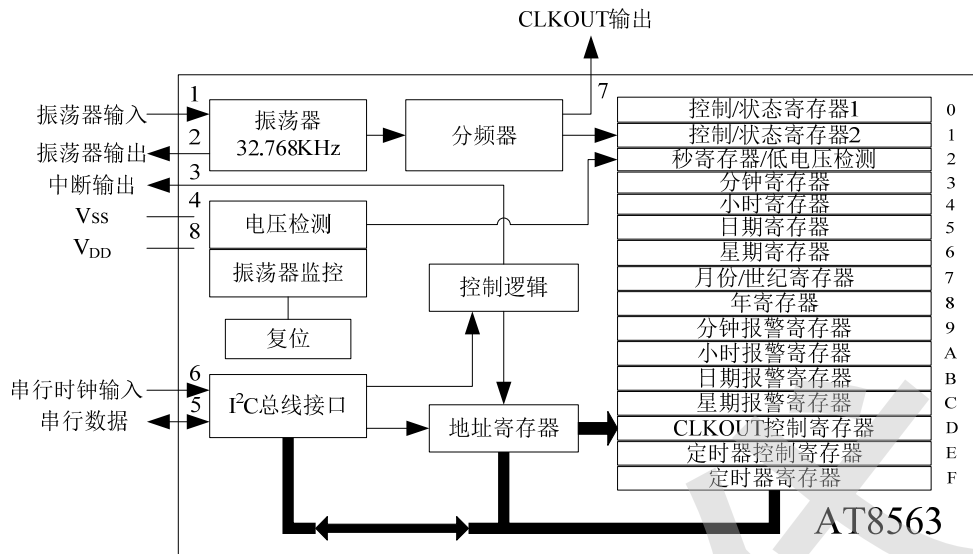 CLKOUT输出
1
振荡器输入
2
振荡器输出
3
中断输出
4
VSS
8
VDD
振荡器
32.768KHz
分频器
7
电压检测
振荡器监控
复位
控制逻辑
6
串行时钟输入
5
串行数据
I²C总线接口
地址寄存器
控制/状态寄存器1 0
控制/状态寄存器2 1
秒寄存器/低电压检测 2
分钟寄存器 3
小时寄存器 4
日期寄存器 5
星期寄存器 6
月份/世纪寄存器 7
年寄存器 8
分钟报警寄存器 9
小时报警寄存器 A
日期报警寄存器 B
星期报警寄存器 C
CLKOUT控制寄存器 D
定时器控制寄存器 E
定时器寄存器 F
AT8563